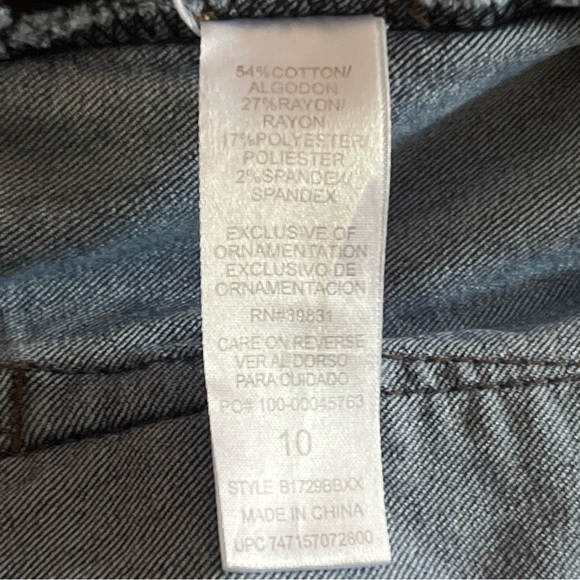 54%COTTON/
ALGODON
27%RAYON/
RAYON
17%POLYESTER/
POLIESTER
2%SPANDEX/
SPANDEX
EXCLUSIVE OF
ORNAMENTATION
EXCLUSIVO DE
ORNAMENTACION
RN#39831
CARE ON REVERSE
VER AL DORSO
PARA CUIDADO
PO# 100-00045763
10
STYLE B1729BBXX
MADE IN CHINA
UPC 747157072800